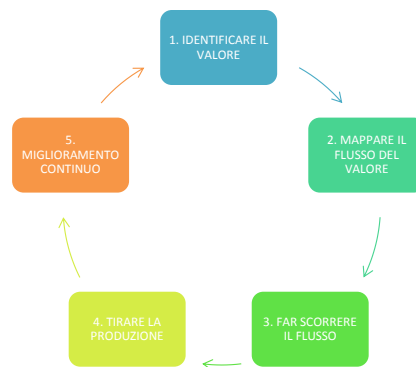 1. IDENTIFICARE IL
VALORE
2. MAPPARE IL
FLUSSO DEL
VALORE
3. FAR SCORRERE
IL FLUSSO
4. TIRARE LA
PRODUZIONE
5.
MIGLIORAMENTO
CONTINUO